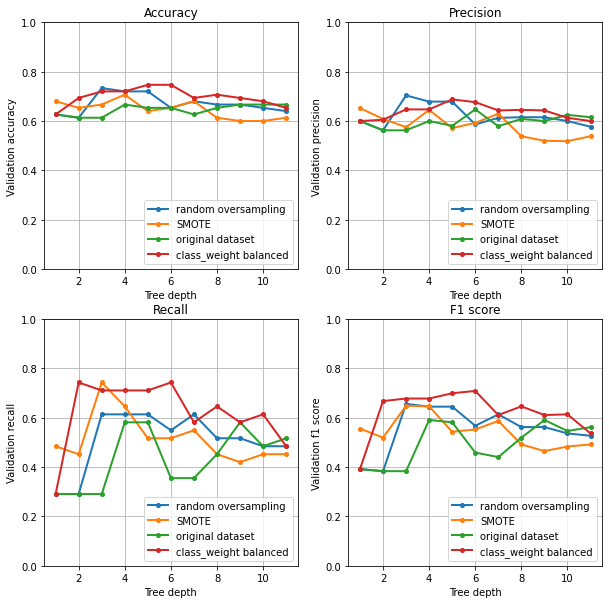 Accuracy
Validation accuracy
1.0
0.8
0.6
0.4
0.2
0.0
random oversampling
SMOTE
original dataset
class_weight balanced
2 4 6 8 10
Tree depth
Precision
Validation precision
1.0
0.8
0.6
0.4
0.2
0.0
random oversampling
SMOTE
original dataset
class_weight balanced
2 4 6 8 10
Tree depth
Recall
Validation recall
1.0
0.8
0.6
0.4
0.2
0.0
random oversampling
SMOTE
original dataset
class_weight balanced
2 4 6 8 10
Tree depth
F1 score
Validation f1 score
1.0
0.8
0.6
0.4
0.2
0.0
random oversampling
SMOTE
original dataset
class_weight balanced
2 4 6 8 10
Tree depth